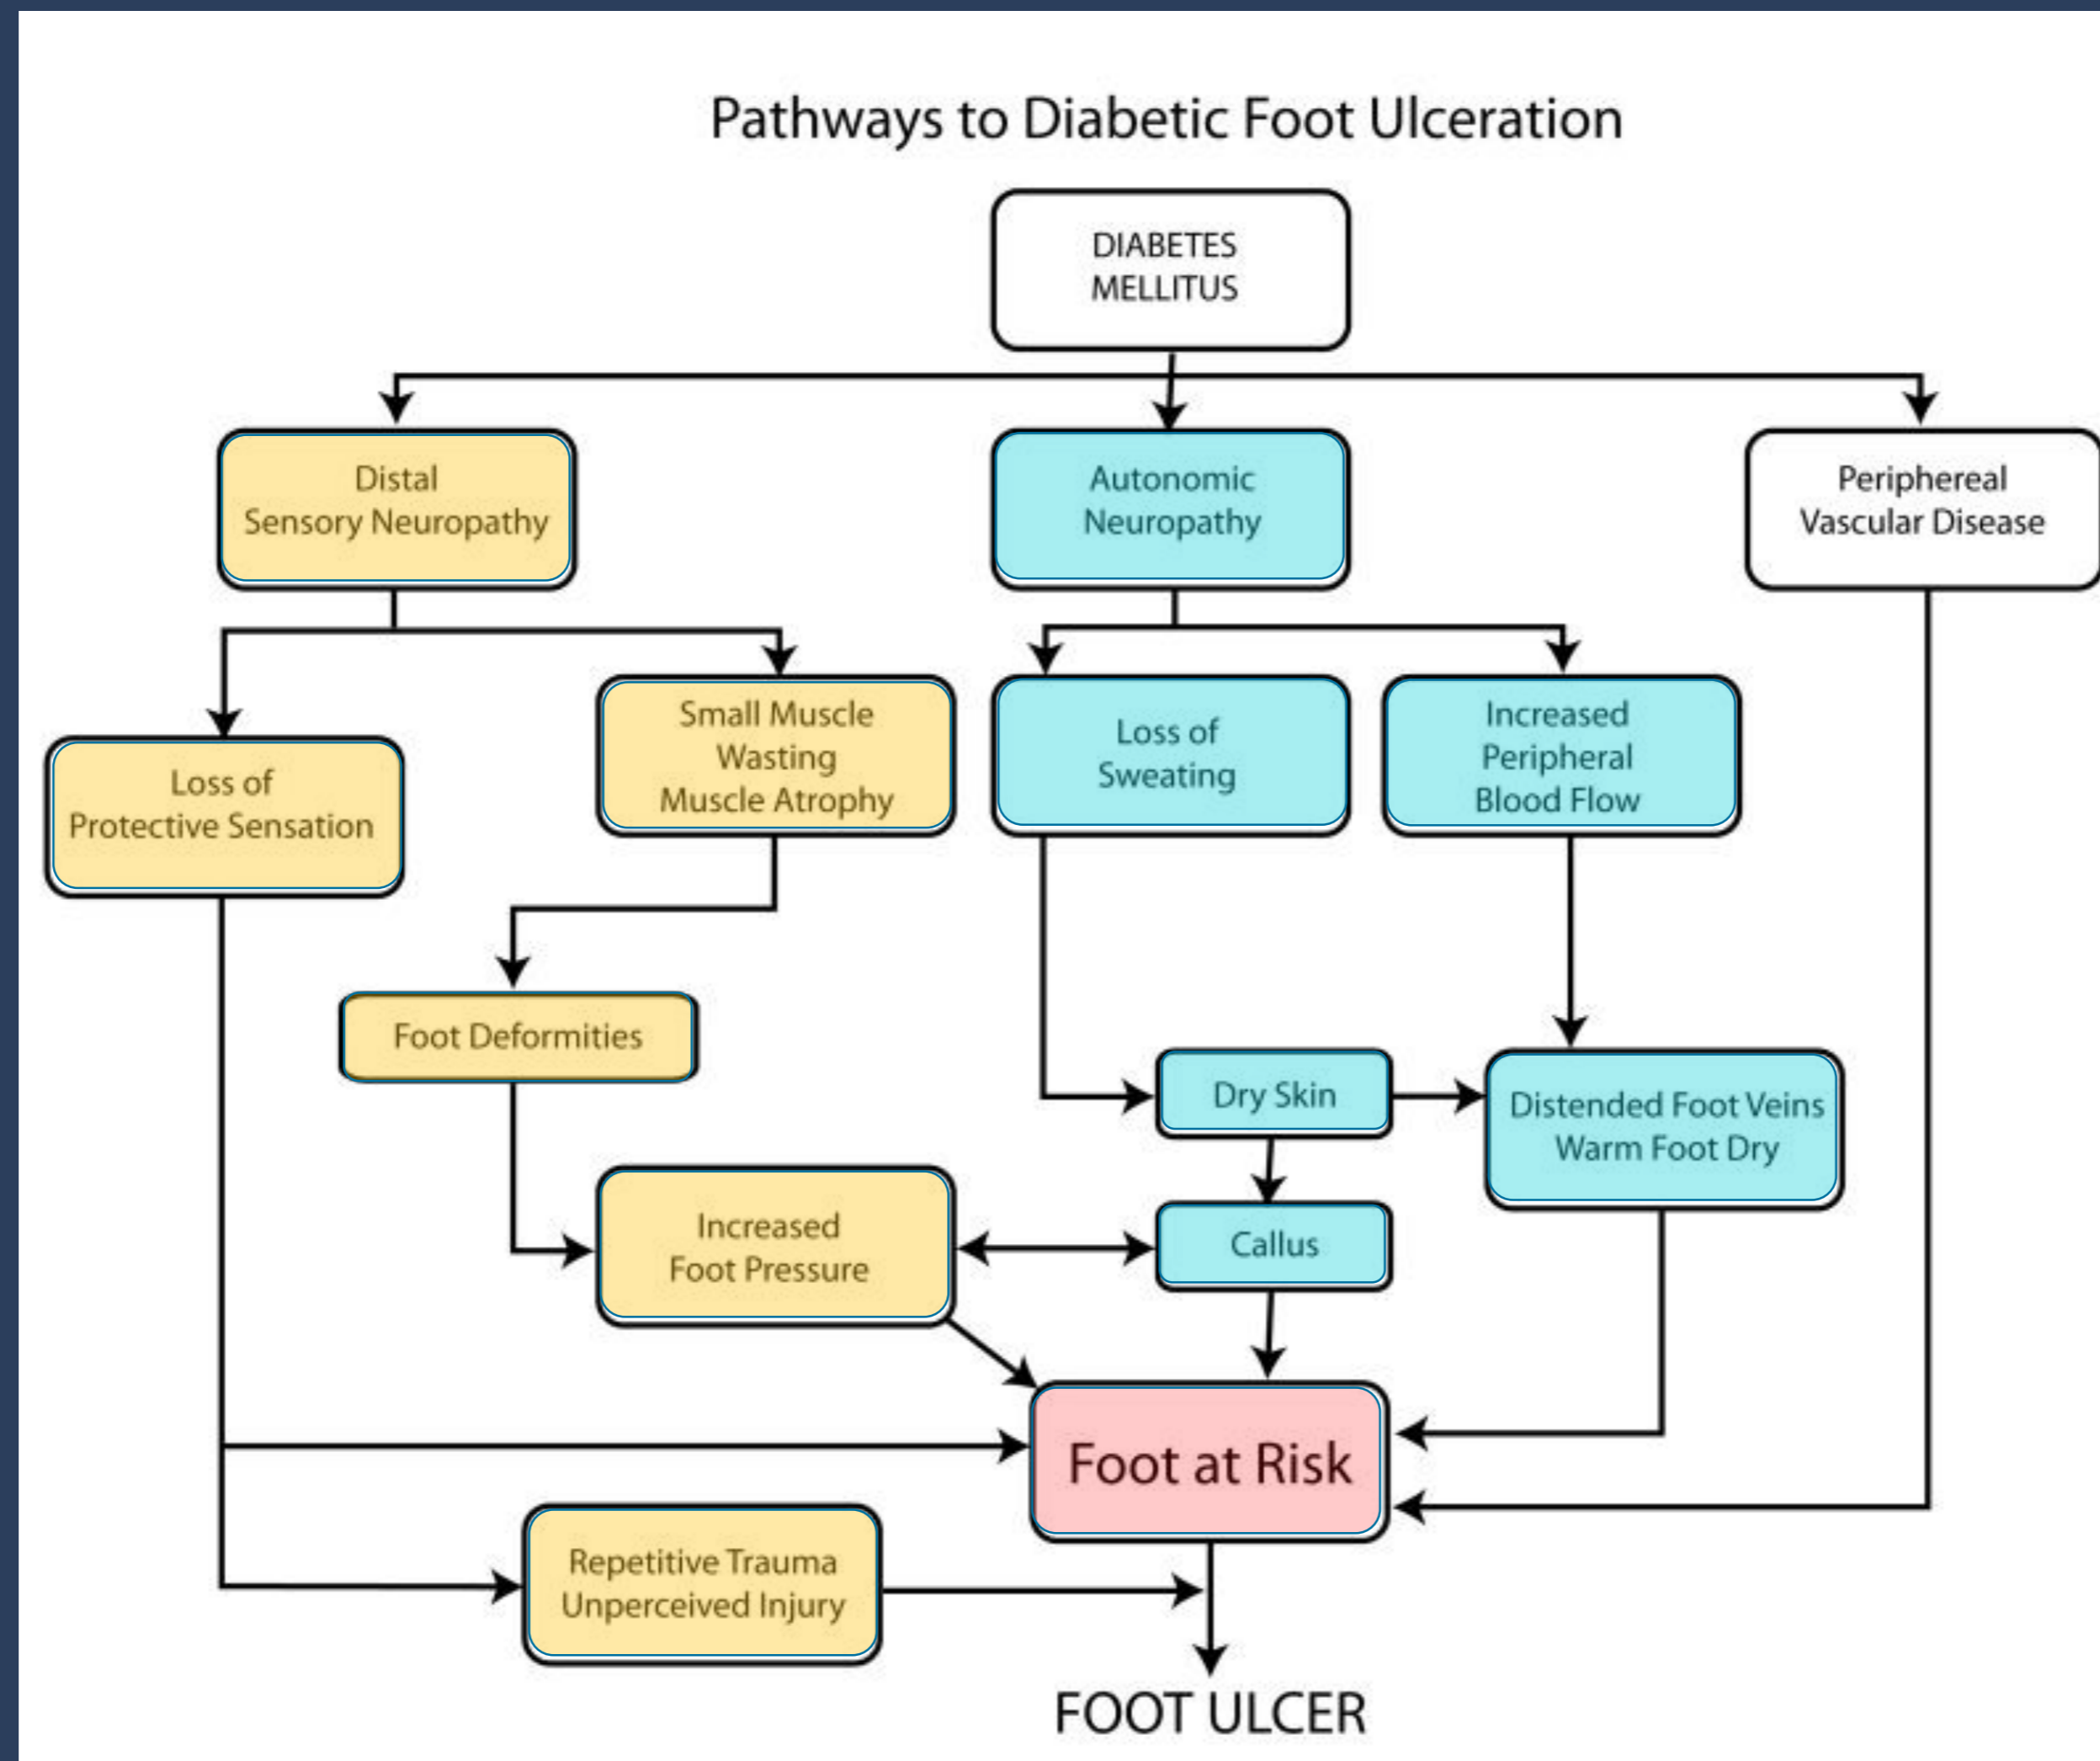 Pathways to Diabetic Foot Ulceration
DIABETES
MELLITUS
Distal
Sensory Neuropathy
Autonomic
Neuropathy
Periphereal
Vascular Disease
Loss of
Protective Sensation
Small Muscle
Wasting
Muscle Atrophy
Loss of
Sweating
Increased
Peripheral
Blood Flow
Foot Deformities
Dry Skin
Distended Foot Veins
Warm Foot Dry
Increased
Foot Pressure
Callus
Foot at Risk
Repetitive Trauma
Unperceived Injury
FOOT ULCER